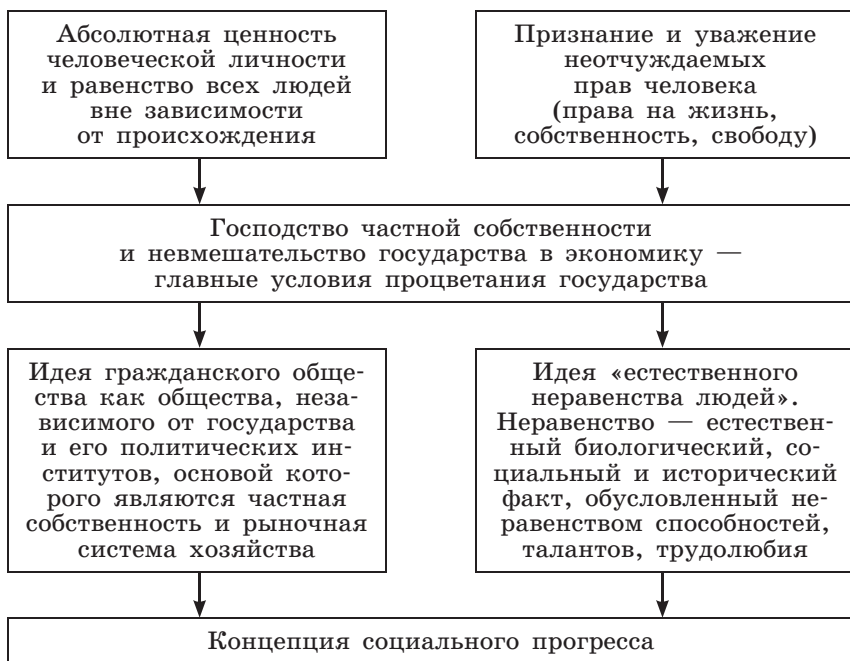 Абсолютная ценность
человеческой личности
и равенство всех людей
вне зависимости
от происхождения
Признание и уважение
неотчуждаемых
прав человека
(права на жизнь,
собственность, свободу)
Господство частной собственности
и невмешательство государства в экономику —
главные условия процветания государства
Идея гражданского обще-
ства как общества, неза-
висимого от государства
и его политических ин-
ститутов, основой кото-
рого являются частная
собственность и рыночная
система хозяйства
Идея «естественного
неравенства людей».
Неравенство — естествен-
ный биологический, со-
циальный и исторический
факт, обусловленный не-
равенством способностей,
талантов, трудолюбия
Концепция социального прогресса